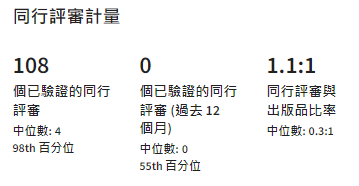 同行評審計量
108
個已驗證的同行
評審
中位數: 4
98th 百分位
0
個已驗證的同行
評審 (過去 12
個月)
中位數: 0
55th 百分位
1.1:1
同行評審與
出版品比率
中位數: 0.3:1